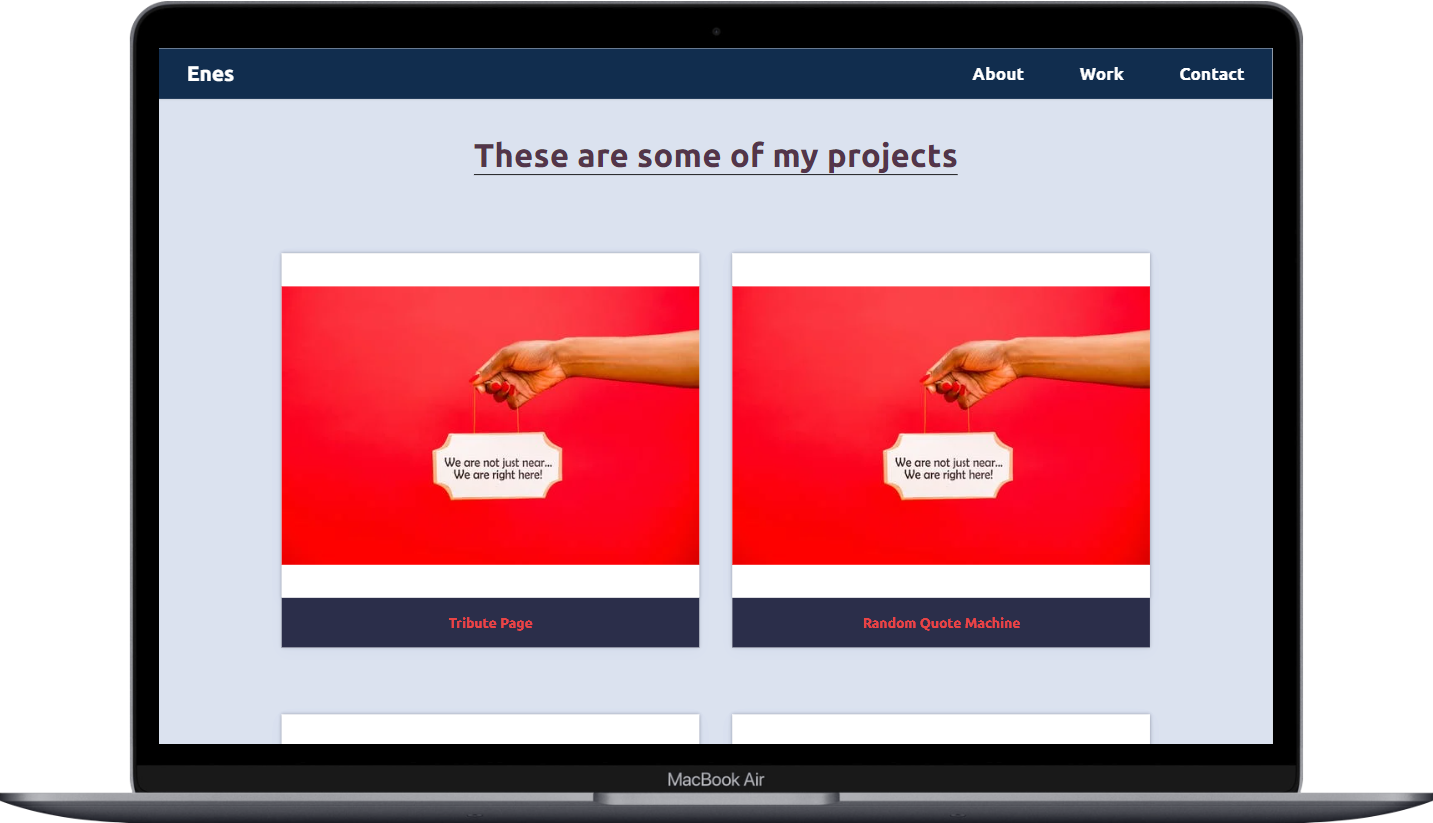 Enes
About Work Contact
These are some of my projects
We are not just near...
We are right here!
We are not just near...
We are right here!
Tribute Page
Random Quote Machine
MacBook Air